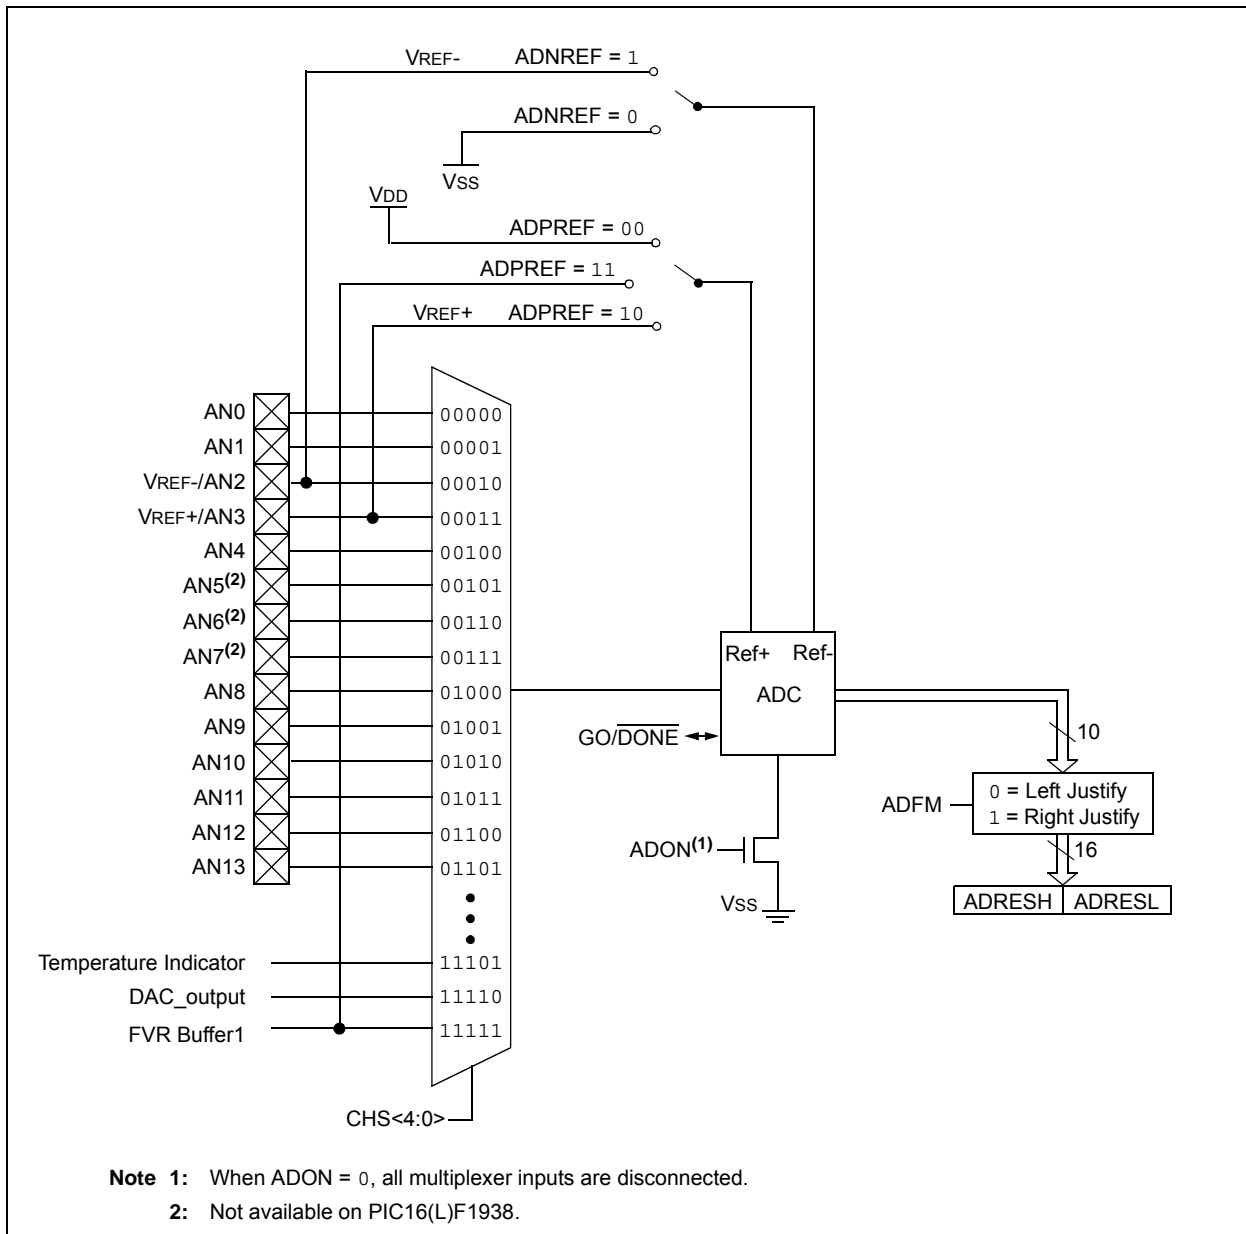 VREF- ADNREF = 1
ADNREF = 0
VSS
VDD
ADPREF = 00
ADPREF = 11
VREF+ ADPREF = 10
AN0 00000
AN1 00001
VREF-/AN2 00010
VREF+/AN3 00011
AN4 00100
AN5(2) 00101
AN6(2) 00110
AN7(2) 00111
Ref+ Ref-
AN8 01000 ADC
AN9 01001
GO/DONE 10
AN10 01010
AN11 01011
ADFM 0 = Left Justify
1 = Right Justify
AN12 01100
ADON(1) 16
AN13 01101
VSS ADRESH ADRESL
Temperature Indicator 11101
DAC_output 11110
FVR Buffer1 11111
CHS<4:0>
Note 1: When ADON = 0, all multiplexer inputs are disconnected.
2: Not available on PIC16(L)F1938.